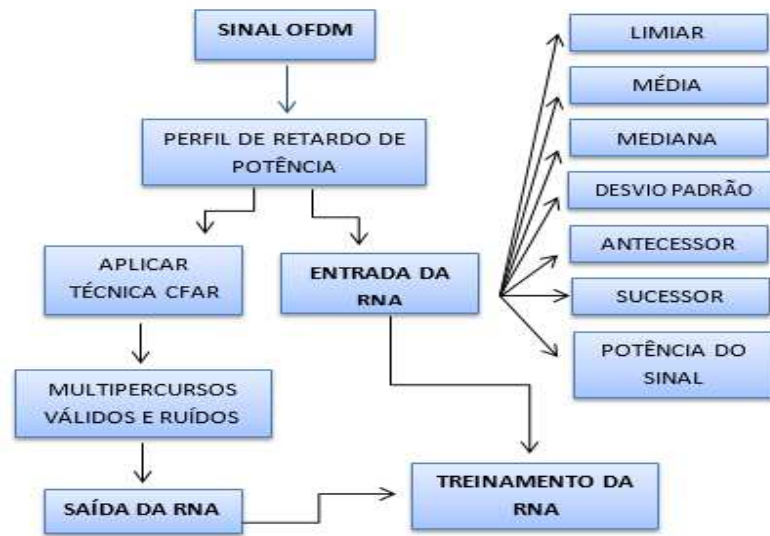 SINAL OFDM
PERFIL DE RETARDO DE
POTÊNCIA
APLICAR
TÉCNICA CFAR
ENTRADA DA
RNA
MULTIPERCURSOS
VÁLIDOS E RUÍDOS
SAÍDA DA RNA
TREINAMENTO DA
RNA
LIMIAR
MÉDIA
MEDIANA
DESVIO PADRÃO
ANTECESSOR
SUCESSOR
POTÊNCIA DO
SINAL